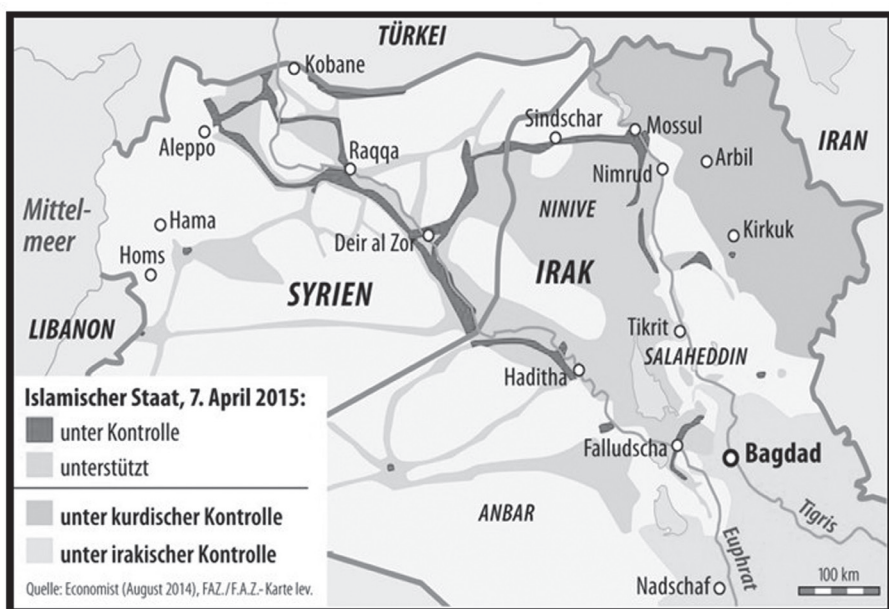 TÜRKEI
Kobane
Sindschar
Mossul
IRAN
Aleppo
Raqqa
Nimrud
Arbil
Mittel-
meer
NINIVE
Hama
Deir al Zor
Kirkuk
Homs
IRAK
SYRIEN
LIBANON
Tikrit
SALAHEDDIN
Haditha
Islamischer Staat, 7. April 2015:
unter Kontrolle
unterstützt
unter kurdischer Kontrolle
unter irakischer Kontrolle
Quelle: Economist (August 2014), FAZ./F.A.Z.-Karte lev.
Falludscha
Bagdad
ANBAR
Tigris
Euphrat
Nadschaf
100 km